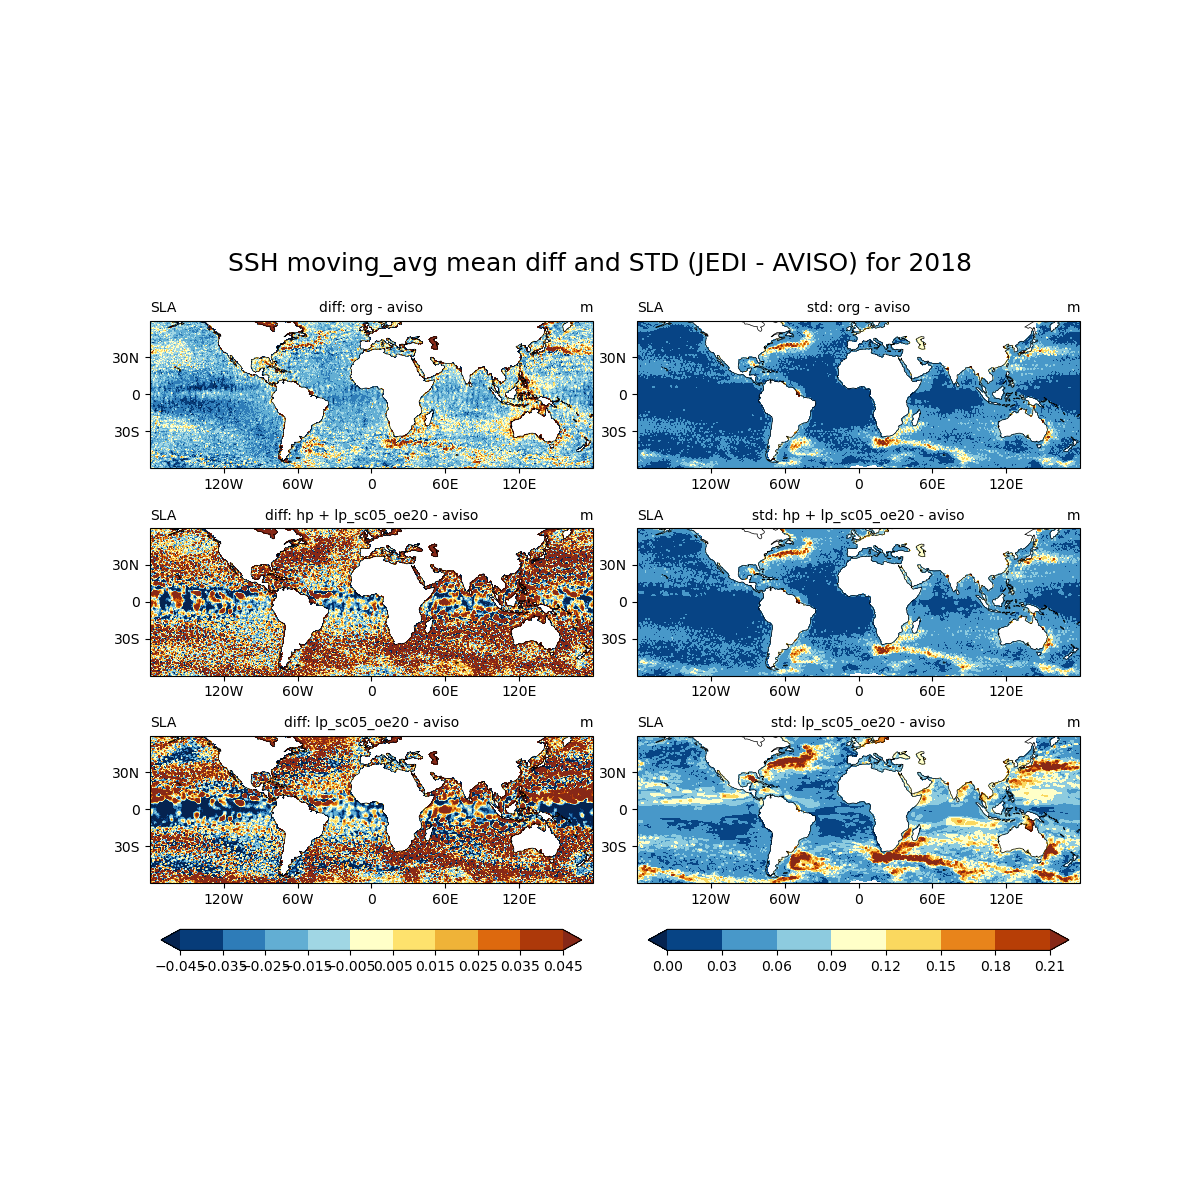 SSH moving_avg mean diff and STD (JEDI - AVISO) for 2018
SLA diff: org - aviso m
SLA std: org - aviso m
30N
0
30S
120W 60W 0 60E 120E
30N
0
30S
120W 60W 0 60E 120E
SLA diff: hp + lp_sc05_oe20 - aviso m
SLA std: hp + lp_sc05_oe20 - aviso m
30N
0
30S
120W 60W 0 60E 120E
30N
0
30S
120W 60W 0 60E 120E
SLA diff: lp_sc05_oe20 - aviso m
SLA std: lp_sc05_oe20 - aviso m
30N
0
30S
120W 60W 0 60E 120E
30N
0
30S
120W 60W 0 60E 120E
−0.045 −0.035 −0.025 −0.015 −0.005 0.005 0.015 0.025 0.035 0.045
0.00 0.03 0.06 0.09 0.12 0.15 0.18 0.21